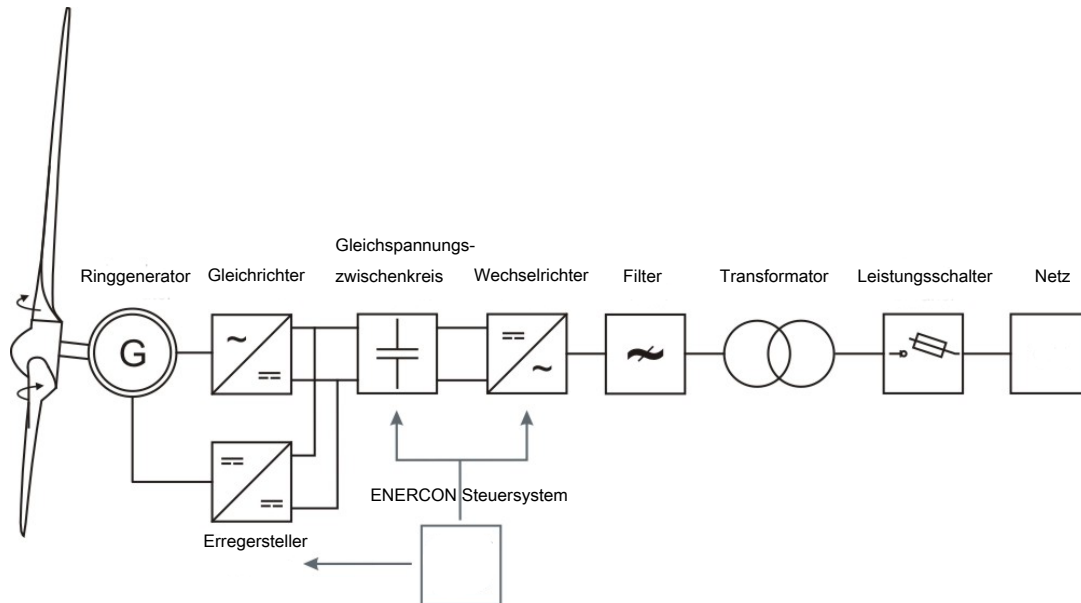 Gleichspannungs-
Ringgenerator Gleichrichter zwischenkreis Wechselrichter Filter Transformator Leistungsschalter Netz
G
ENERCON Steuersystem
Erregersteller